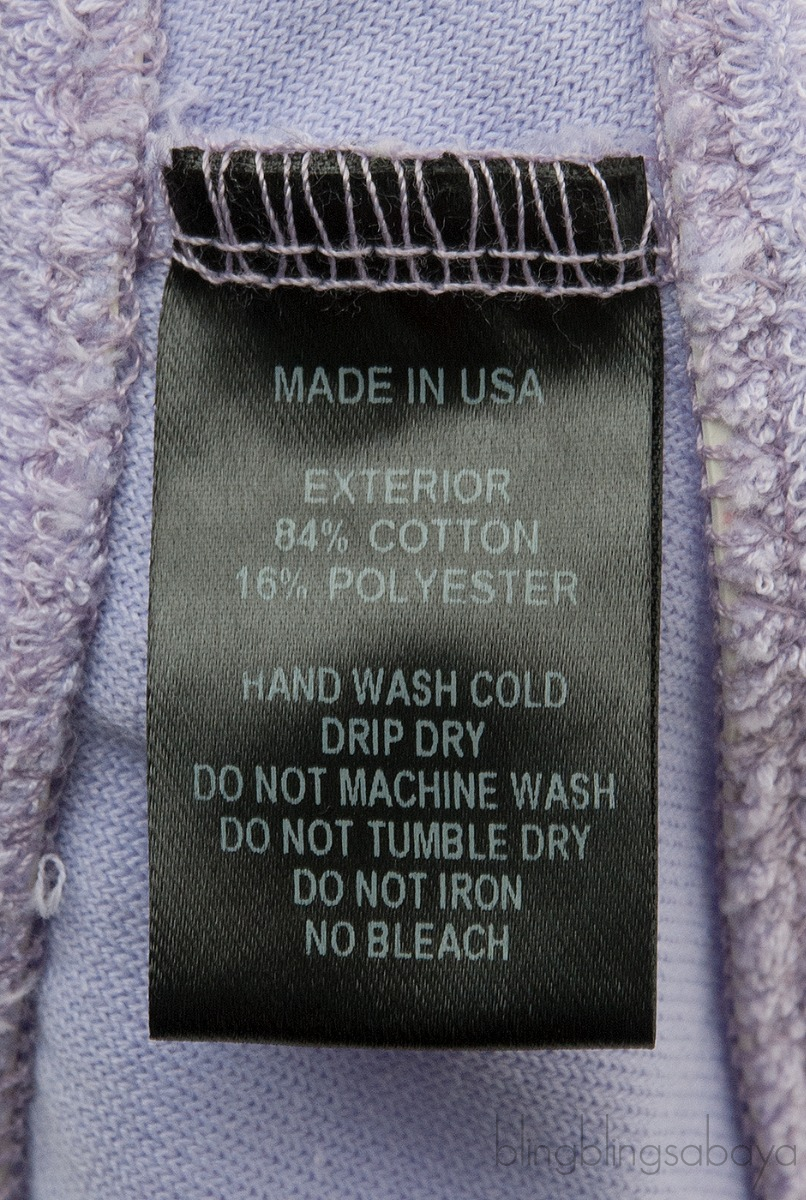 MADE IN USA
EXTERIOR
84% COTTON
16% POLYESTER
HAND WASH COLD
DRIP DRY
DO NOT MACHINE WASH
DO NOT TUMBLE DRY
DO NOT IRON
NO BLEACH
blingblingsabaya